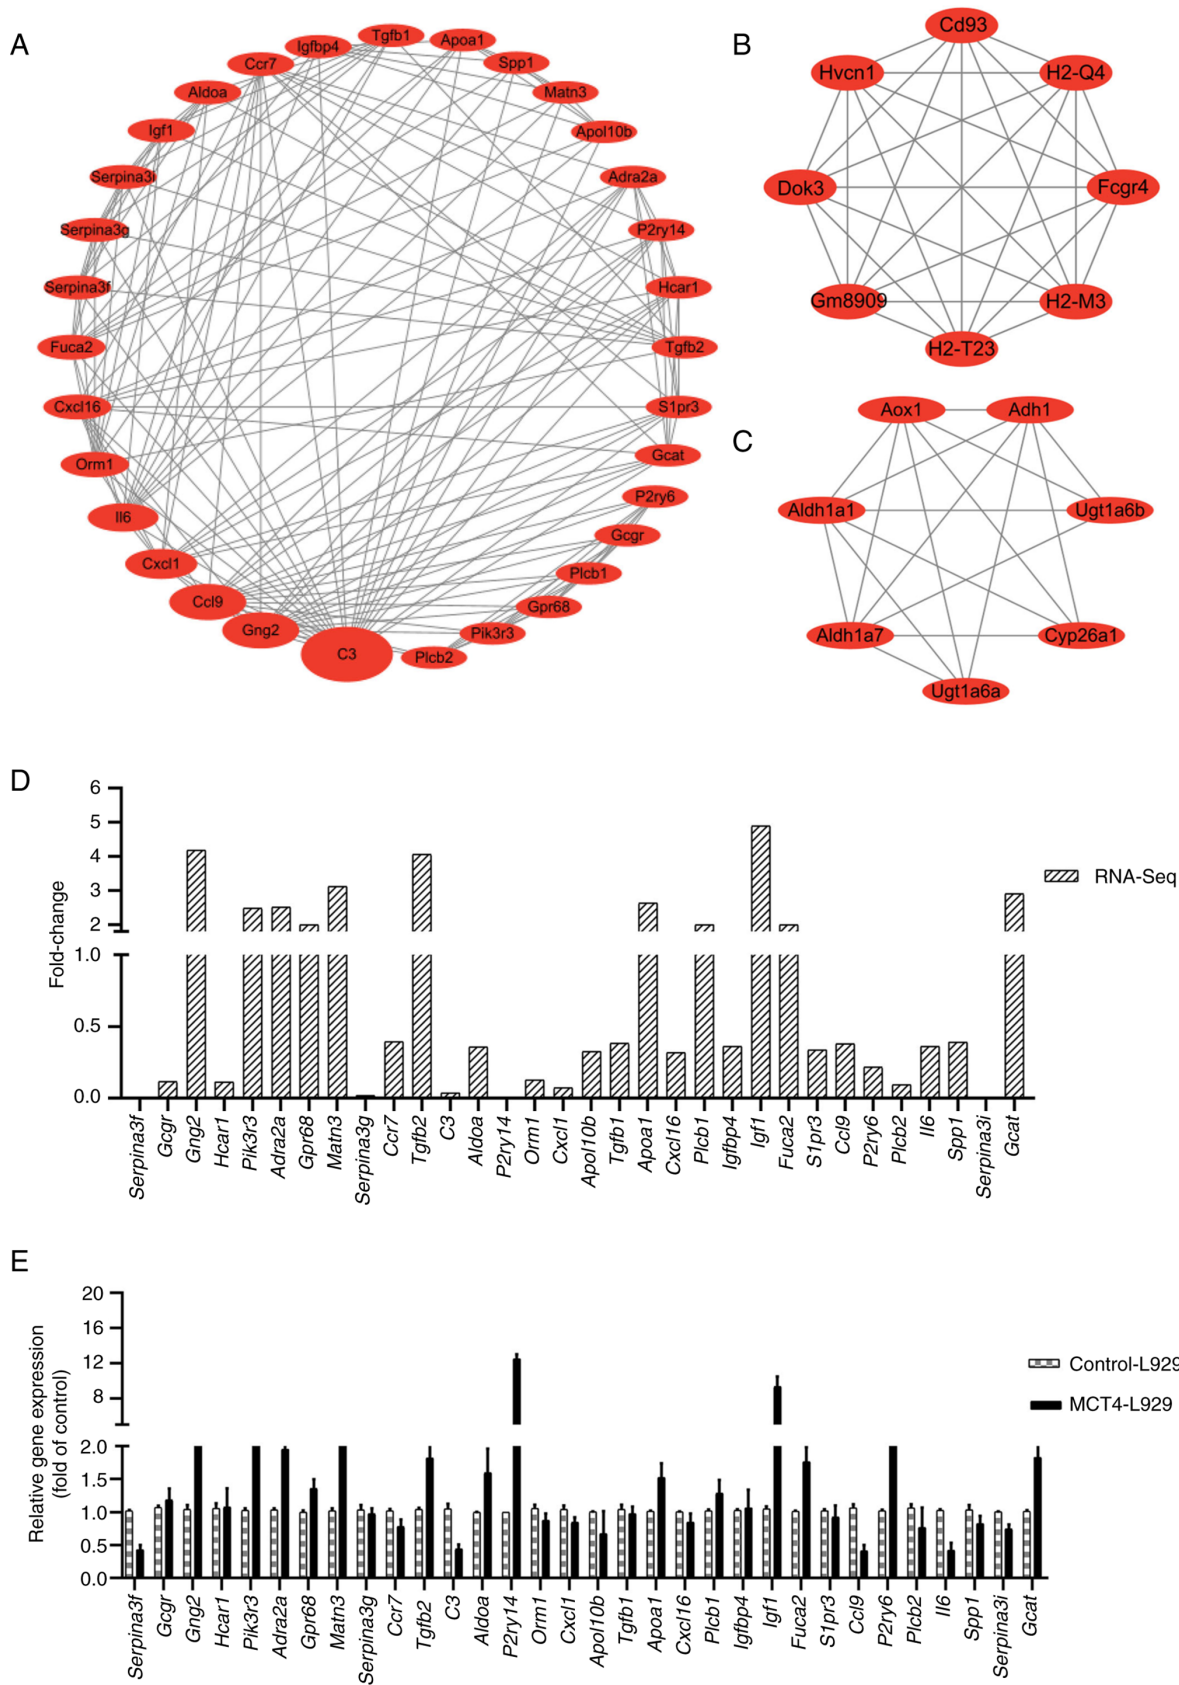 A
Tgfb1
Igfbp4
Apoa1
Ccr7
Spp1
Aldoa
Matn3
Igf1
Apol10b
Serpina3i
Adra2a
Serpina3g
P2ry14
Serpina3f
Hcar1
Fuca2
Tgfb2
Cxcl16
S1pr3
Orm1
Gcat
Il6
P2ry6
Cxcl1
Gcgr
Ccl9
Plcb1
Gng2
Gpr68
C3
Pik3r3
Plcb2
B
Cd93
Hvcn1
H2-Q4
Dok3
Fcgr4
Gm8909
H2-M3
H2-T23
C
Aox1
Adh1
Aldh1a1
Ugt1a6b
Aldh1a7
Cyp26a1
Ugt1a6a
D
Fold-change
6
5
4
3
2
1.0
0.5
0.0
RNA-Seq
Serpina3f
Gcgr
Gng2
Hcar1
Pik3r3
Adra2a
Gpr68
Matn3
Serpina3g
Ccr7
Tgfb2
C3
Aldoa
P2ry14
Orm1
Cxcl1
Apol10b
Tgfb1
Apoa1
Cxcl16
Plcb1
Igfbp4
Igf1
Fuca2
S1pr3
Ccl9
P2ry6
Plcb2
Il6
Spp1
Serpina3i
Gcat
E
Relative gene expression
(fold of control)
20
16
12
8
2.0
1.5
1.0
0.5
0.0
Control-L929
MCT4-L929
Serpina3f
Gcgr
Gng2
Hcar1
Pik3r3
Adra2a
Gpr68
Matn3
Serpina3g
Ccr7
Tgfb2
C3
Aldoa
P2ry14
Orm1
Cxcl1
Apol10b
Tgfb1
Apoa1
Cxcl16
Plcb1
Igfbp4
Igf1
Fuca2
S1pr3
Ccl9
P2ry6
Plcb2
Il6
Spp1
Serpina3i
Gcat